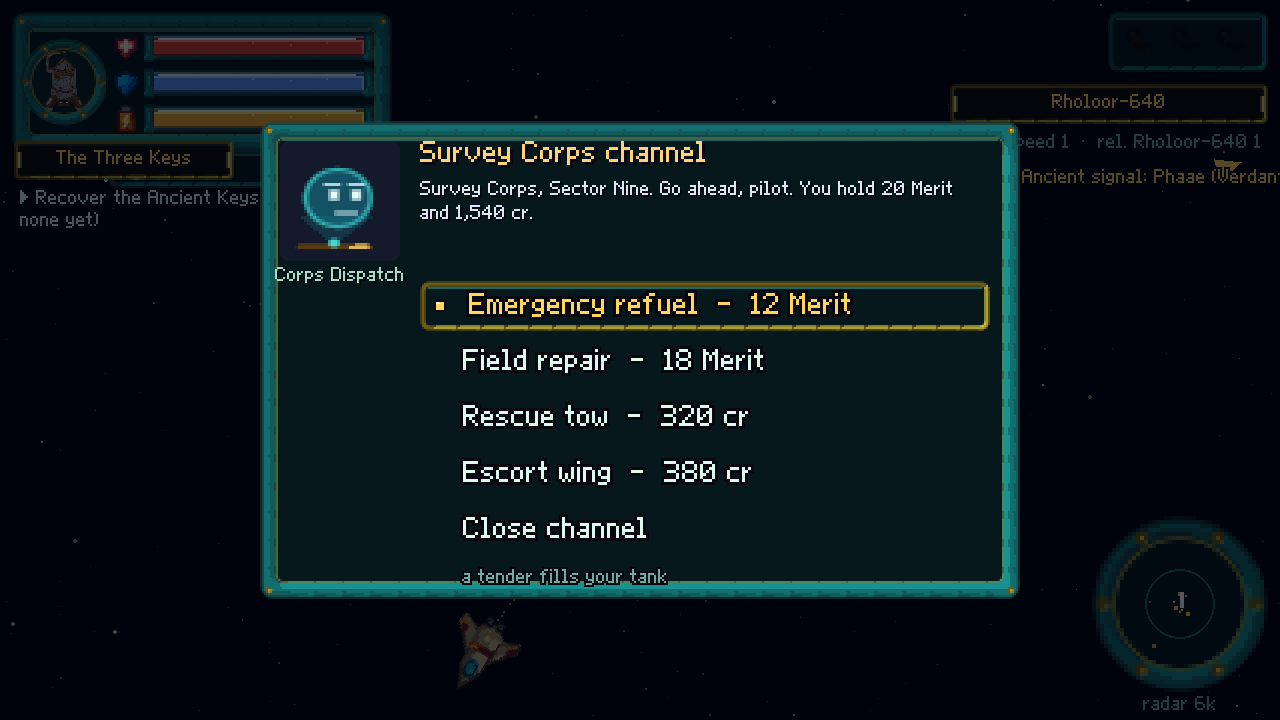 Rholoor-640
peed 1 · rel. Rholoor-640 1
The Three Keys
Recover the Ancient Keys
none yet)
Ancient signal: Phaae (Verdan
Survey Corps channel
Survey Corps, Sector Nine. Go ahead, pilot. You hold 20 Merit
and 1,540 cr.
Corps Dispatch
Emergency refuel - 12 Merit
Field repair - 18 Merit
Rescue tow - 320 cr
Escort wing - 380 cr
Close channel
a tender fills your tank
radar 6k